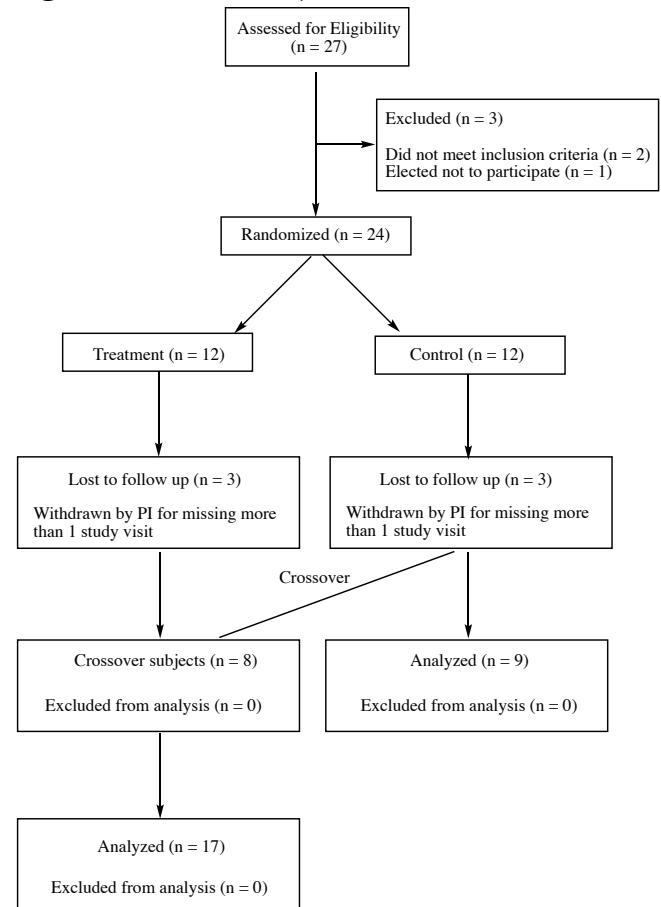 Assessed for Eligibility
(n = 27)
Excluded (n = 3)
Did not meet inclusion criteria (n = 2)
Elected not to participate (n = 1)
Randomized (n = 24)
Treatment (n = 12)
Control (n = 12)
Lost to follow up (n = 3)
Withdrawn by PI for missing more
than 1 study visit
Lost to follow up (n = 3)
Withdrawn by PI for missing more
than 1 study visit
Crossover
Crossover subjects (n = 8)
Excluded from analysis (n = 0)
Analyzed (n = 9)
Excluded from analysis (n = 0)
Analyzed (n = 17)
Excluded from analysis (n = 0)